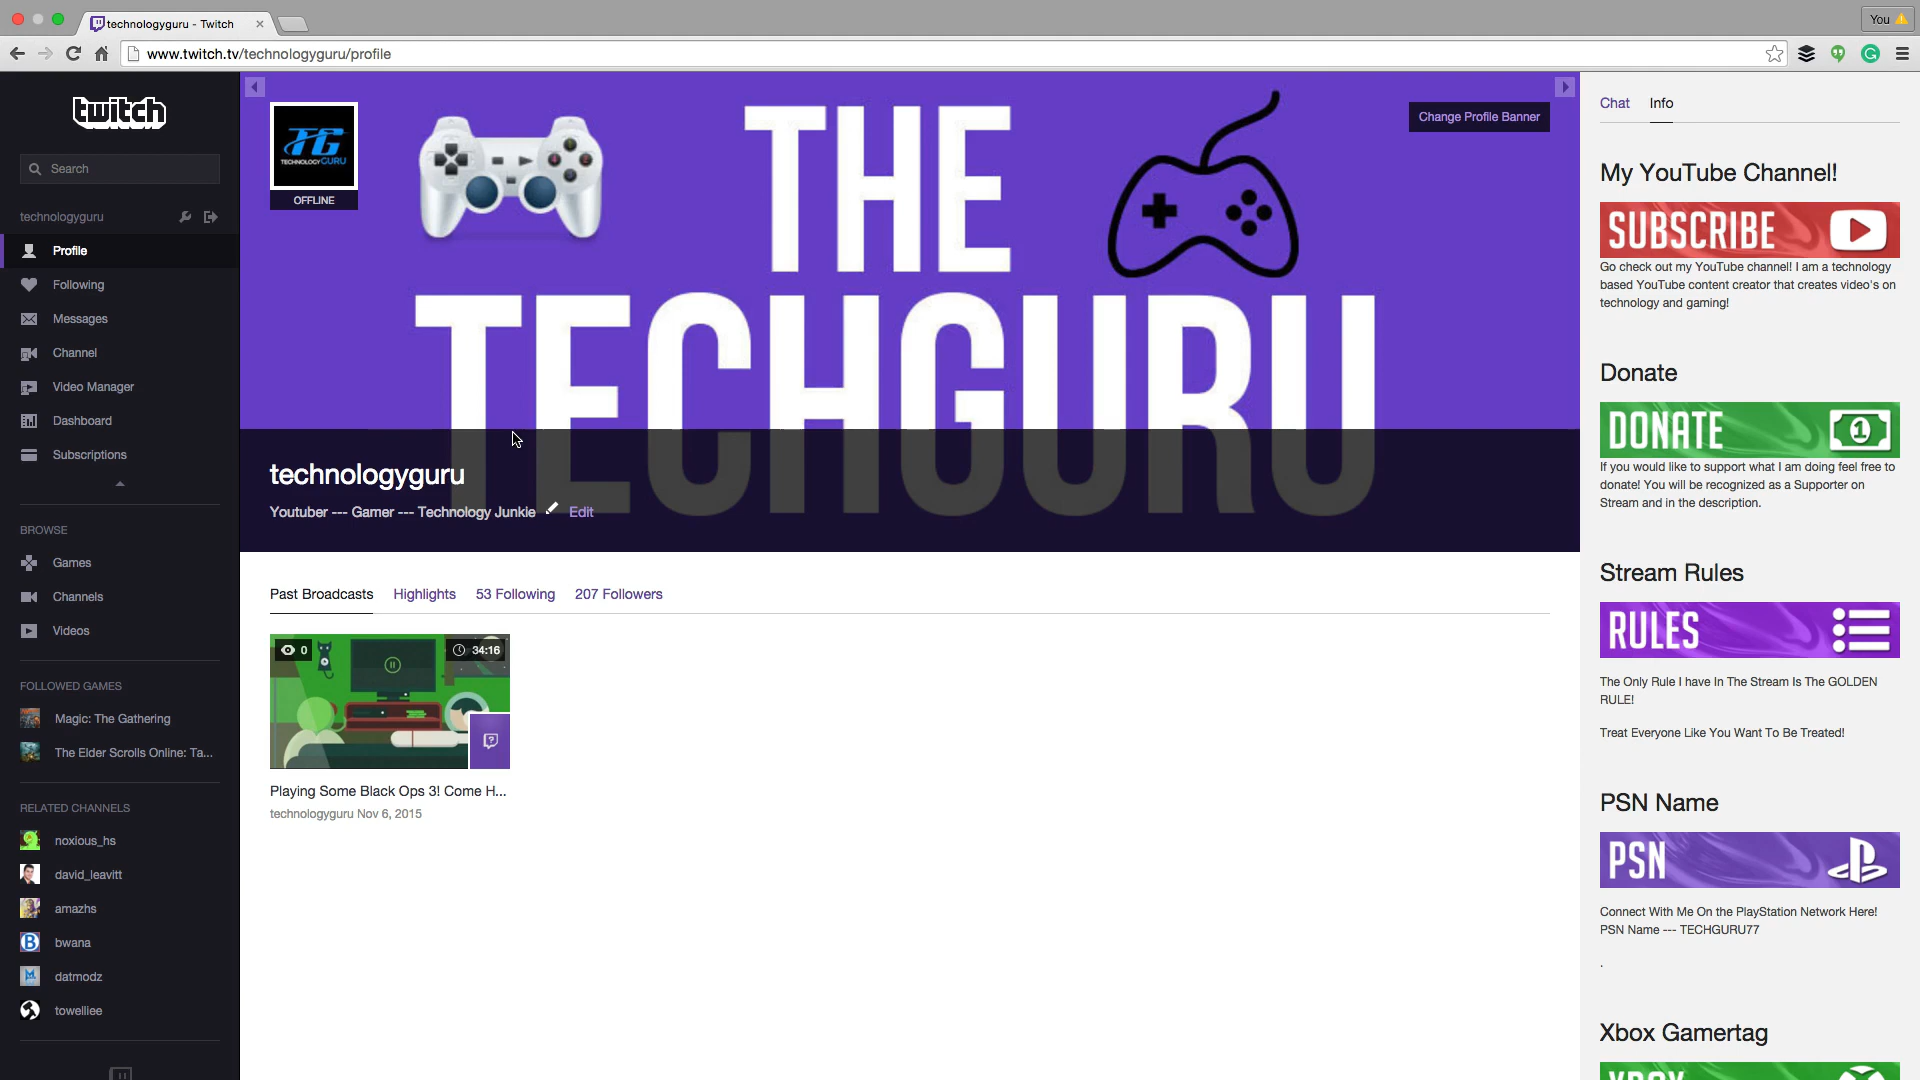 technologyguru - Twitch
You
www.twitch.tv/technologyguru/profile
twitch
Search
technologyguru
Profile
Following
Messages
Channel
Video Manager
Dashboard
Subscriptions
BROWSE
Games
Channels
Videos
FOLLOWED GAMES
Magic: The Gathering
The Elder Scrolls Online: Ta...
RELATED CHANNELS
noxious_hs
david_leavitt
amazhs
bwana
datmodz
towelliee
TG
TECHNOLOGYGURU
OFFLINE
THE
TECHGURU
Change Profile Banner
technologyguru
Youtuber --- Gamer --- Technology Junkie Edit
Past Broadcasts Highlights 53 Following 207 Followers
0
34:16
Playing Some Black Ops 3! Come H...
technologyguru Nov 6, 2015
Chat Info
My YouTube Channel!
SUBSCRIBE
Go check out my YouTube channel! I am a technology
based YouTube content creator that creates video's on
technology and gaming!
Donate
DONATE 1
If you would like to support what I am doing feel free to
donate! You will be recognized as a Supporter on
Stream and in the description.
Stream Rules
RULES
The Only Rule I have In The Stream Is The GOLDEN
RULE!
Treat Everyone Like You Want To Be Treated!
PSN Name
PSN
Connect With Me On the PlayStation Network Here!
PSN Name --- TECHGURU77
.
Xbox Gamertag
XBOX